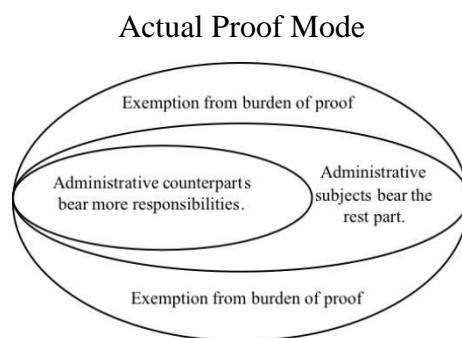 Actual Proof Mode
Exemption from burden of proof
Administrative counterparts
bear more responsibilities.
Administrative
subjects bear the
rest part.
Exemption from burden of proof